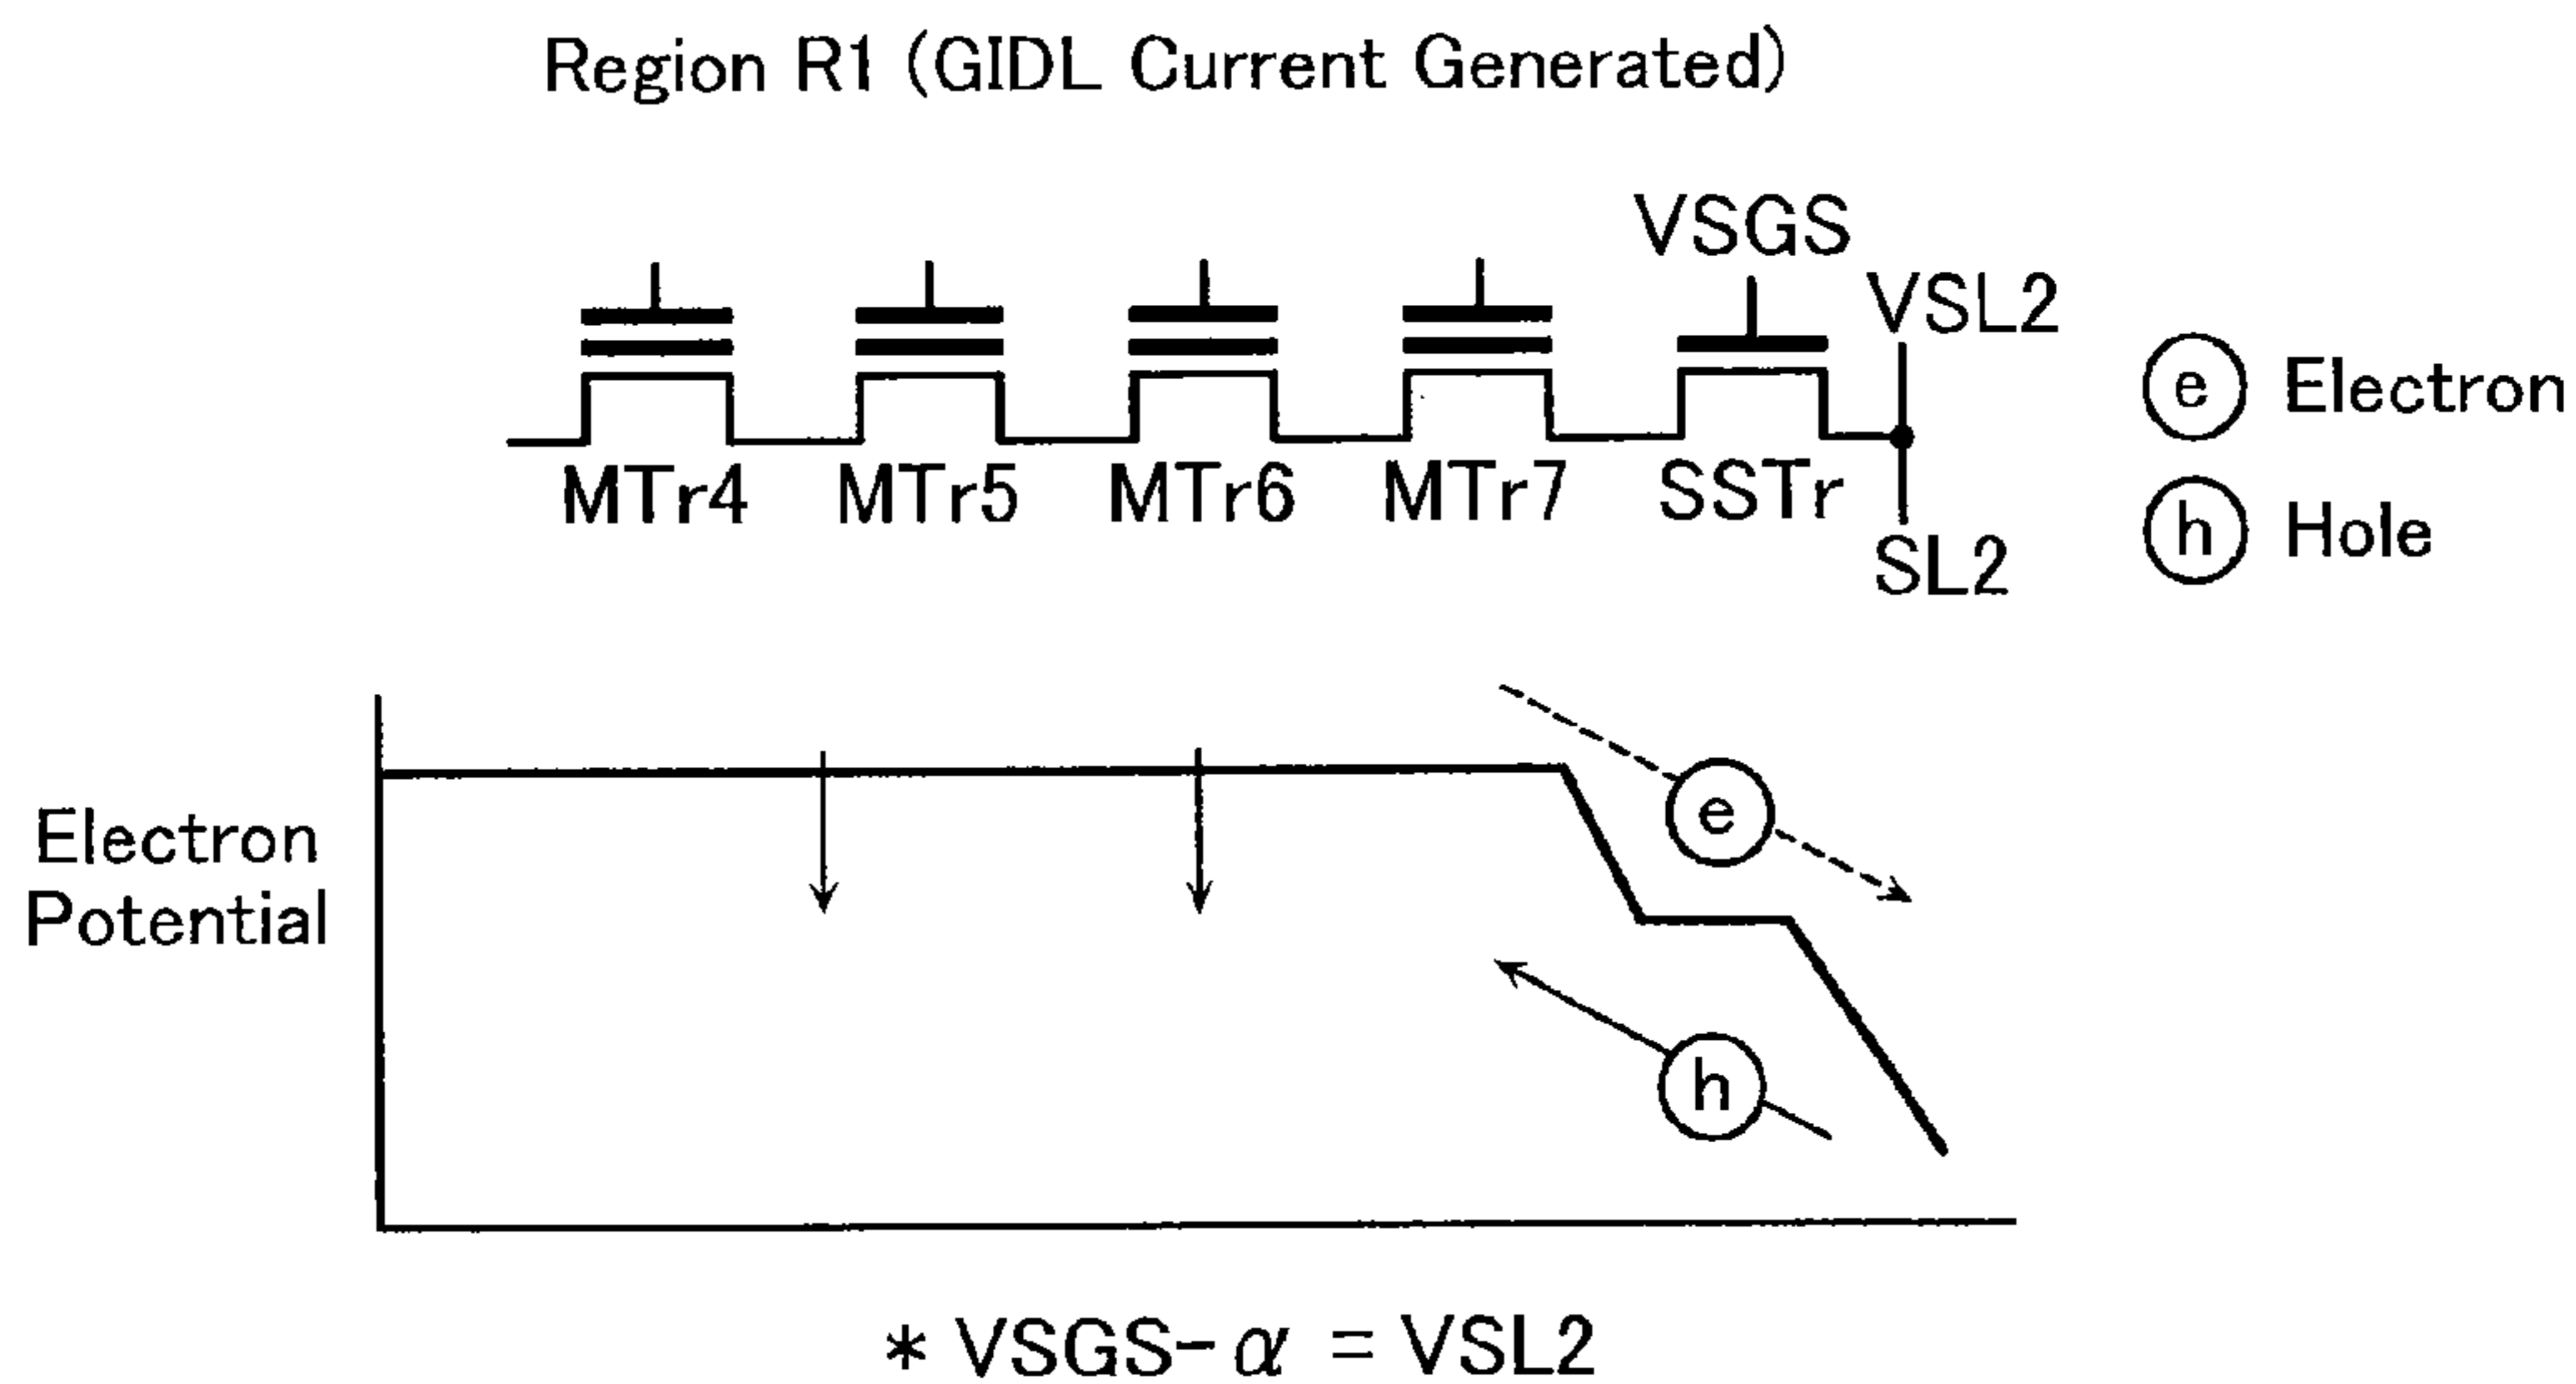 Region R1 (GIDL Current Generated)
VSGS
VSL2
e Electron
MTr4 MTr5 MTr6 MTr7 SSTr
h Hole
SL2
e
Electron
Potential
h
* VSGS-α = VSL2